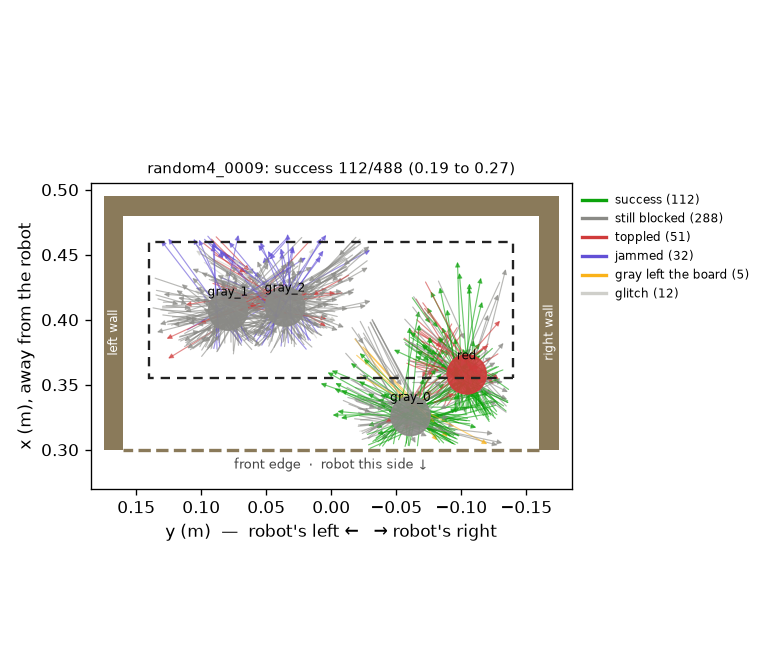 random4_0009: success 112/488 (0.19 to 0.27)
0.50
0.45
0.40
0.35
0.30
x (m), away from the robot
left wall
right wall
gray_1
gray_2
red
gray_0
front edge · robot this side ↓
0.15 0.10 0.05 0.00 −0.05 −0.10 −0.15
y (m) — robot's left ← → robot's right
success (112)
still blocked (288)
toppled (51)
jammed (32)
gray left the board (5)
glitch (12)